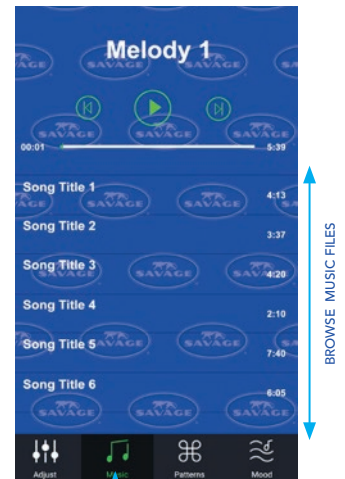 Melody 1
00:01 5:39
Song Title 1 4:13
Song Title 2 3:37
Song Title 3 4:20
Song Title 4 2:10
Song Title 5 7:40
Song Title 6 6:05
BROWSE MUSIC FILES
Adjust Music Patterns Mood
SAVAGE